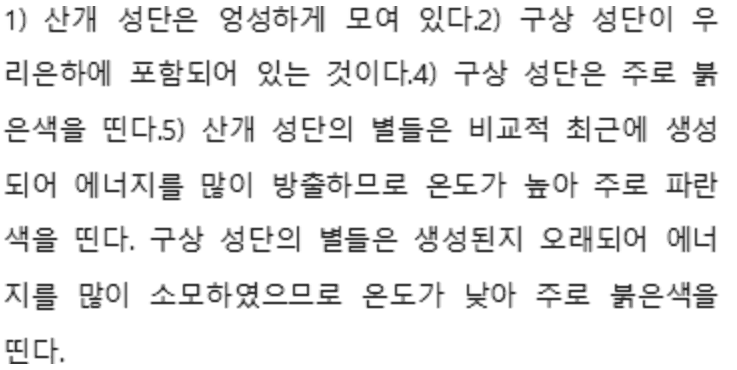 1) 산개 성단은 엉성하게 모여 있다.2) 구상 성단이 우
리은하에 포함되어 있는 것이다.4) 구상 성단은 주로 붉
은색을 띤다.5) 산개 성단의 별들은 비교적 최근에 생성
되어 에너지를 많이 방출하므로 온도가 높아 주로 파란
색을 띤다. 구상 성단의 별들은 생성된지 오래되어 에너
지를 많이 소모하였으므로 온도가 낮아 주로 붉은색을
띤다.